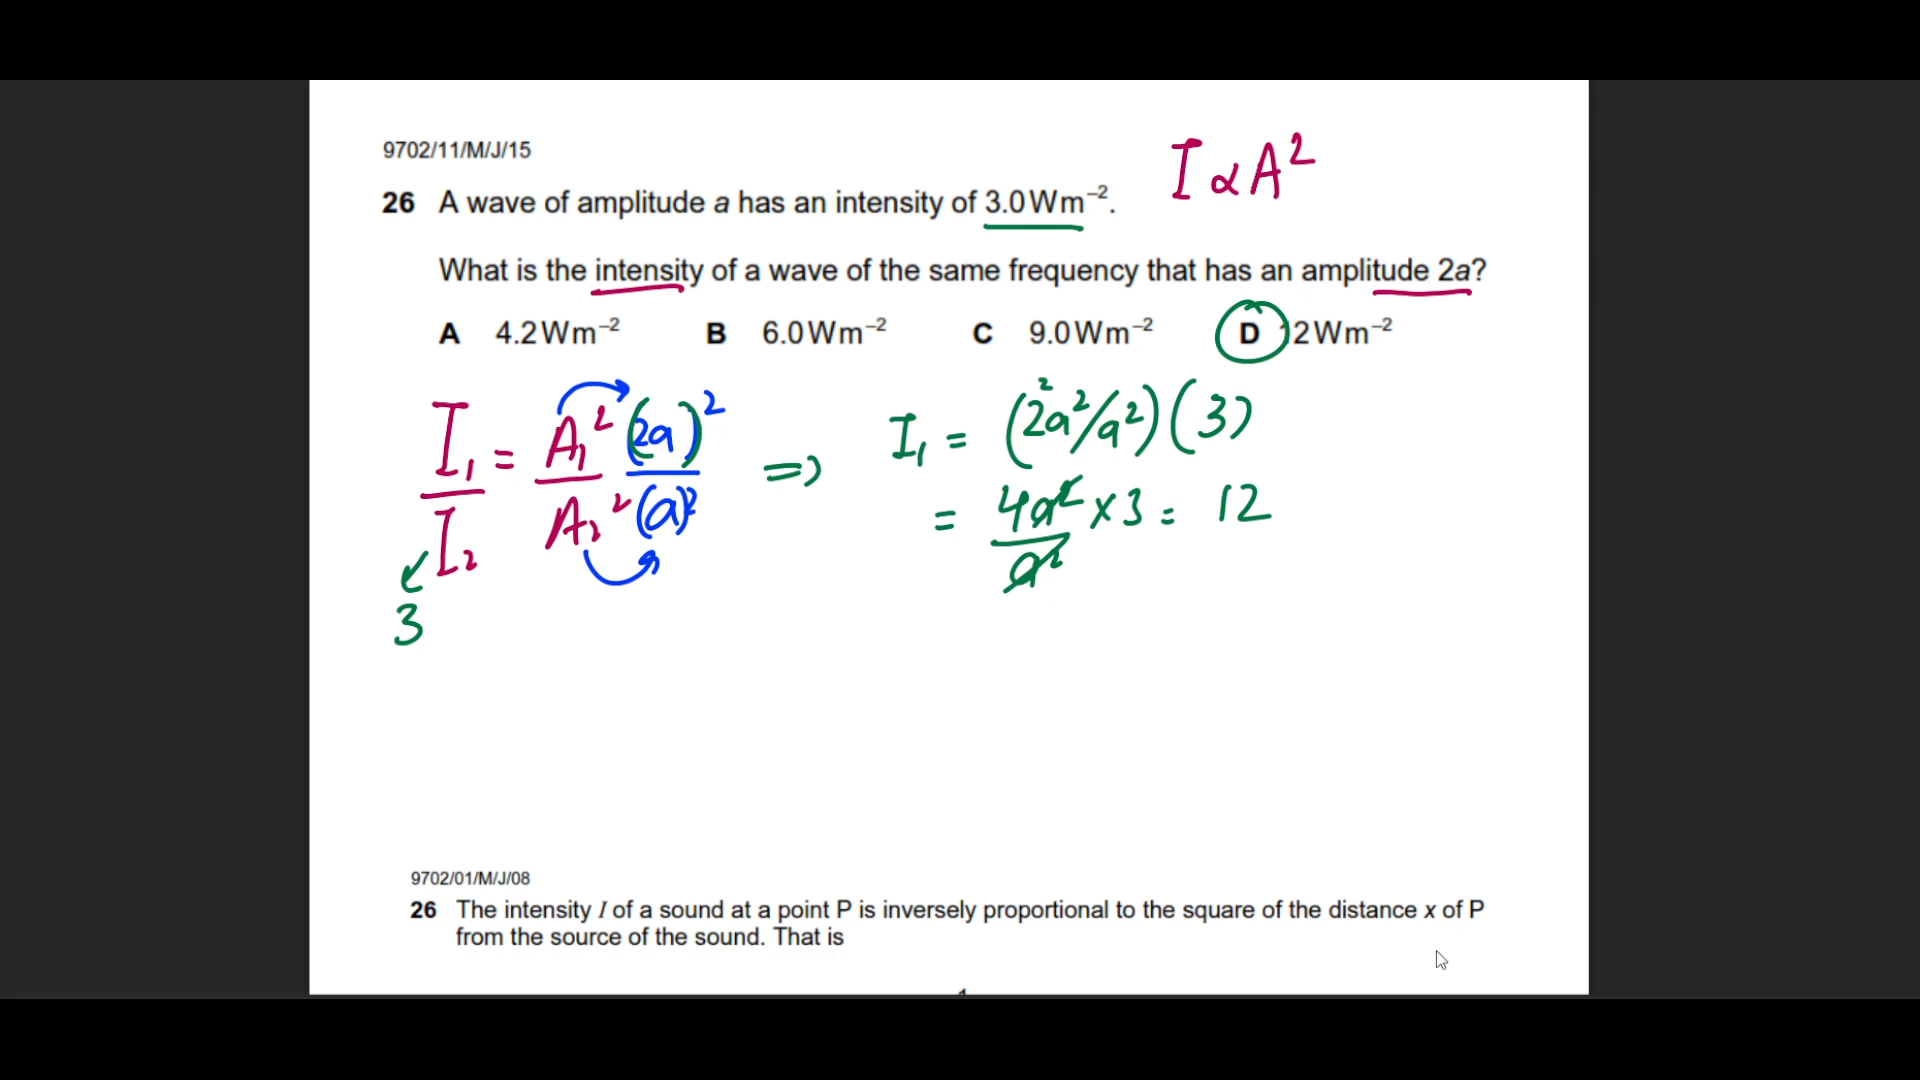 9702/11/M/J/15
I ∝ A²
26 A wave of amplitude a has an intensity of 3.0 W m⁻².
What is the intensity of a wave of the same frequency that has an amplitude 2a?
A 4.2 W m⁻² B 6.0 W m⁻² C 9.0 W m⁻² D 12 W m⁻²
I₁/I₂ = A₁²/A₂² (2a)²/(a)² ⇒ I₁ = (2²a²/a²)(3)
= 4a²/a² × 3 = 12
3
9702/01/M/J/08
26 The intensity I of a sound at a point P is inversely proportional to the square of the distance x of P
from the source of the sound. That is